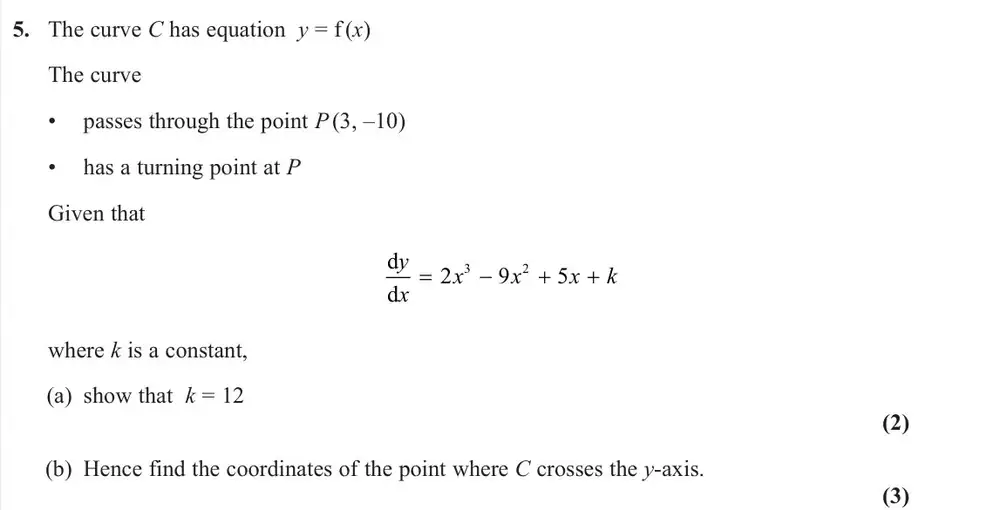 5. The curve C has equation y = f(x)
The curve
• passes through the point P(3, –10)
• has a turning point at P
Given that
dy/dx = 2x³ – 9x² + 5x + k
where k is a constant,
(a) show that k = 12
(2)
(b) Hence find the coordinates of the point where C crosses the y-axis.
(3)